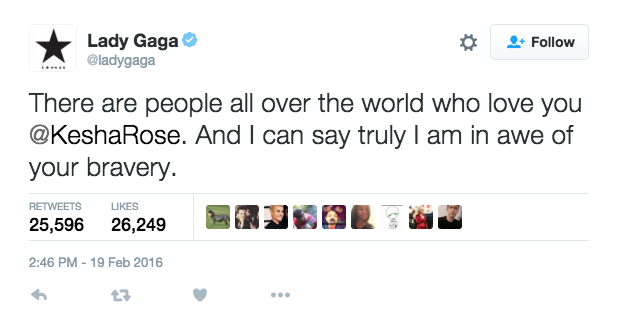 Lady Gaga
@ladygaga
Follow
There are people all over the world who love you
@KeshaRose. And I can say truly I am in awe of
your bravery.
RETWEETS LIKES
25,596 26,249
2:46 PM - 19 Feb 2016